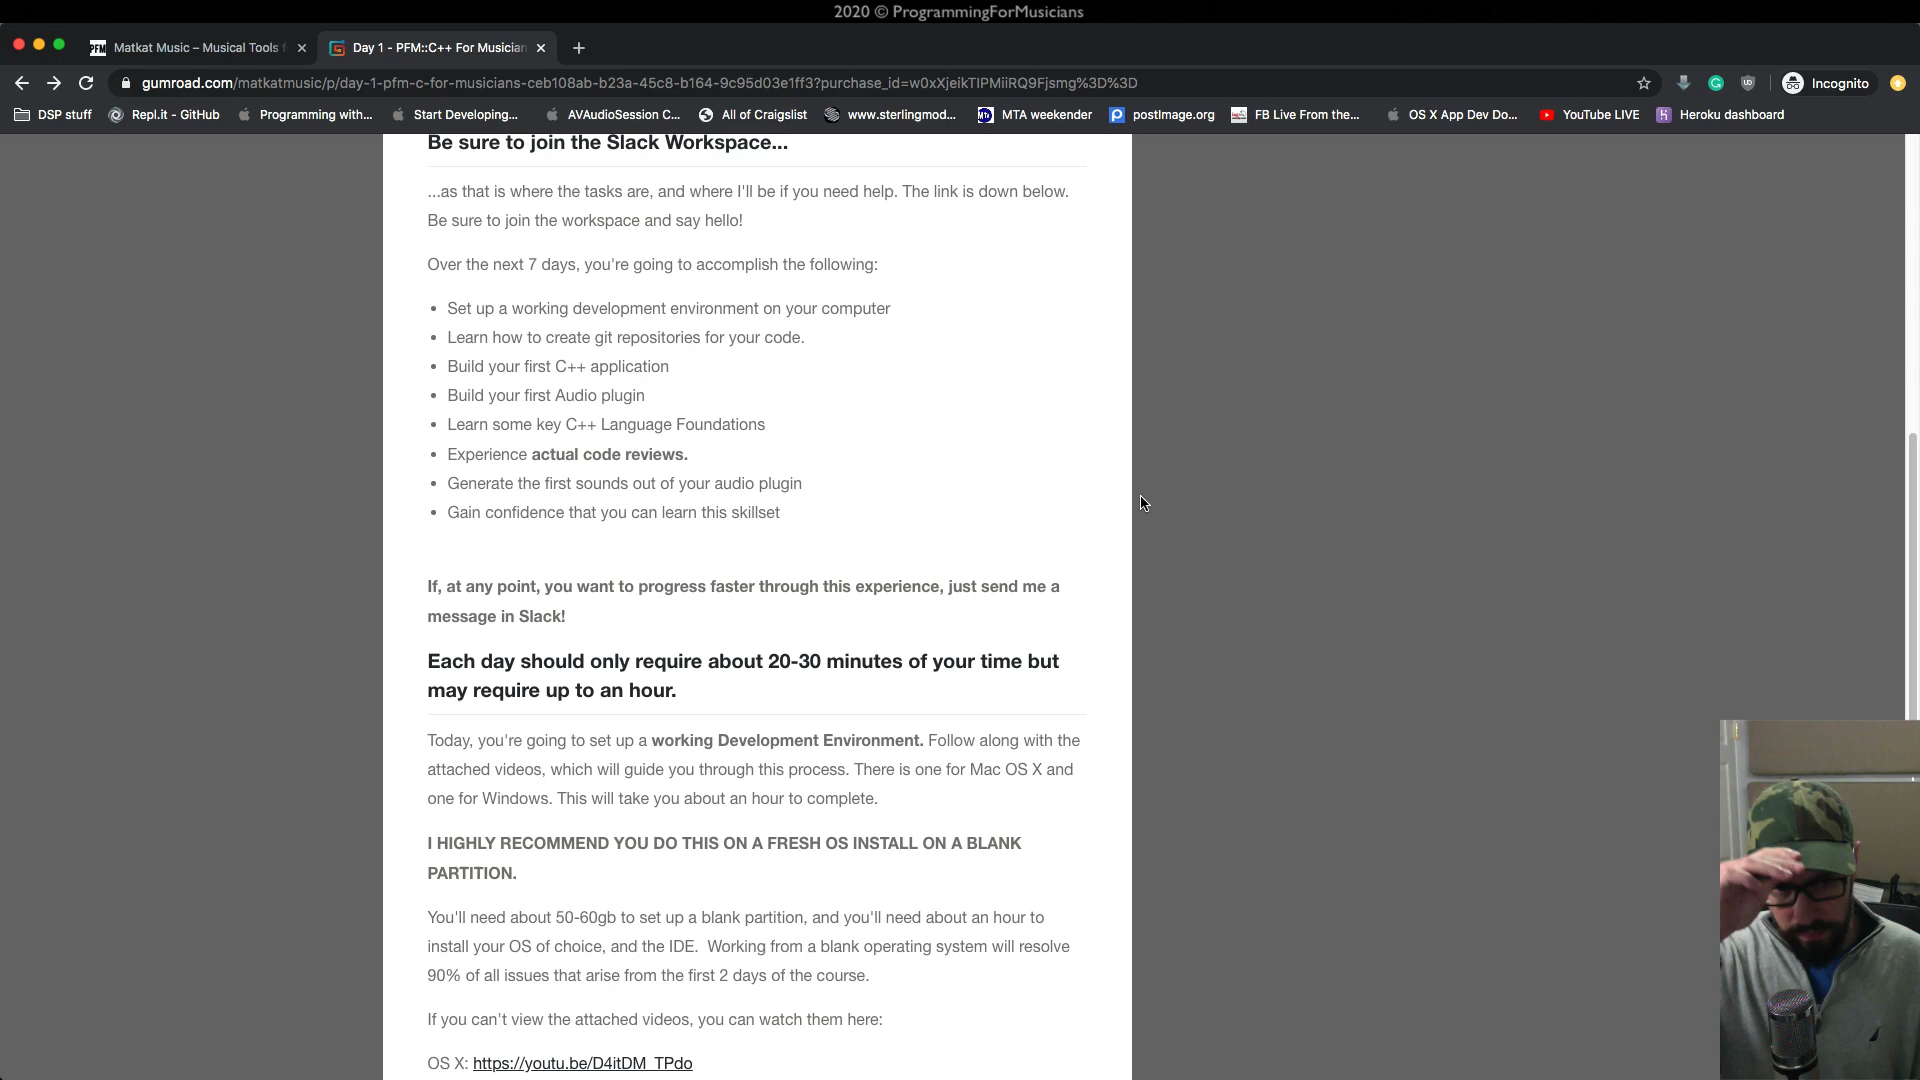 2020 © ProgrammingForMusicians
Matkat Music – Musical Tools f
Day 1 - PFM::C++ For Musician
gumroad.com/matkatmusic/p/day-1-pfm-c-for-musicians-ceb108ab-b23a-45c8-b164-9c95d03e1ff3?purchase_id=w0xXjeikTIPMiiRQ9Fjsmg%3D%3D
Incognito
DSP stuff Repl.it - GitHub Programming with... Start Developing... AVAudioSession C... All of Craigslist www.sterlingmod... MTA weekender postImage.org FB Live From the... OS X App Dev Do... YouTube LIVE Heroku dashboard
Be sure to join the Slack Workspace...
...as that is where the tasks are, and where I'll be if you need help. The link is down below.
Be sure to join the workspace and say hello!
Over the next 7 days, you're going to accomplish the following:
• Set up a working development environment on your computer
• Learn how to create git repositories for your code.
• Build your first C++ application
• Build your first Audio plugin
• Learn some key C++ Language Foundations
• Experience actual code reviews.
• Generate the first sounds out of your audio plugin
• Gain confidence that you can learn this skillset
If, at any point, you want to progress faster through this experience, just send me a
message in Slack!
Each day should only require about 20-30 minutes of your time but
may require up to an hour.
Today, you're going to set up a working Development Environment. Follow along with the
attached videos, which will guide you through this process. There is one for Mac OS X and
one for Windows. This will take you about an hour to complete.
I HIGHLY RECOMMEND YOU DO THIS ON A FRESH OS INSTALL ON A BLANK
PARTITION.
You'll need about 50-60gb to set up a blank partition, and you'll need about an hour to
install your OS of choice, and the IDE. Working from a blank operating system will resolve
90% of all issues that arise from the first 2 days of the course.
If you can't view the attached videos, you can watch them here:
OS X: https://youtu.be/D4itDM_TPdo